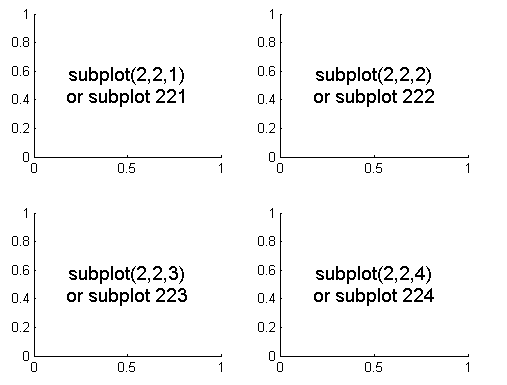 1
0.8
0.6
0.4
0.2
0
0 0.5 1
subplot(2,2,1)
or subplot 221
1
0.8
0.6
0.4
0.2
0
0 0.5 1
subplot(2,2,2)
or subplot 222
1
0.8
0.6
0.4
0.2
0
0 0.5 1
subplot(2,2,3)
or subplot 223
1
0.8
0.6
0.4
0.2
0
0 0.5 1
subplot(2,2,4)
or subplot 224